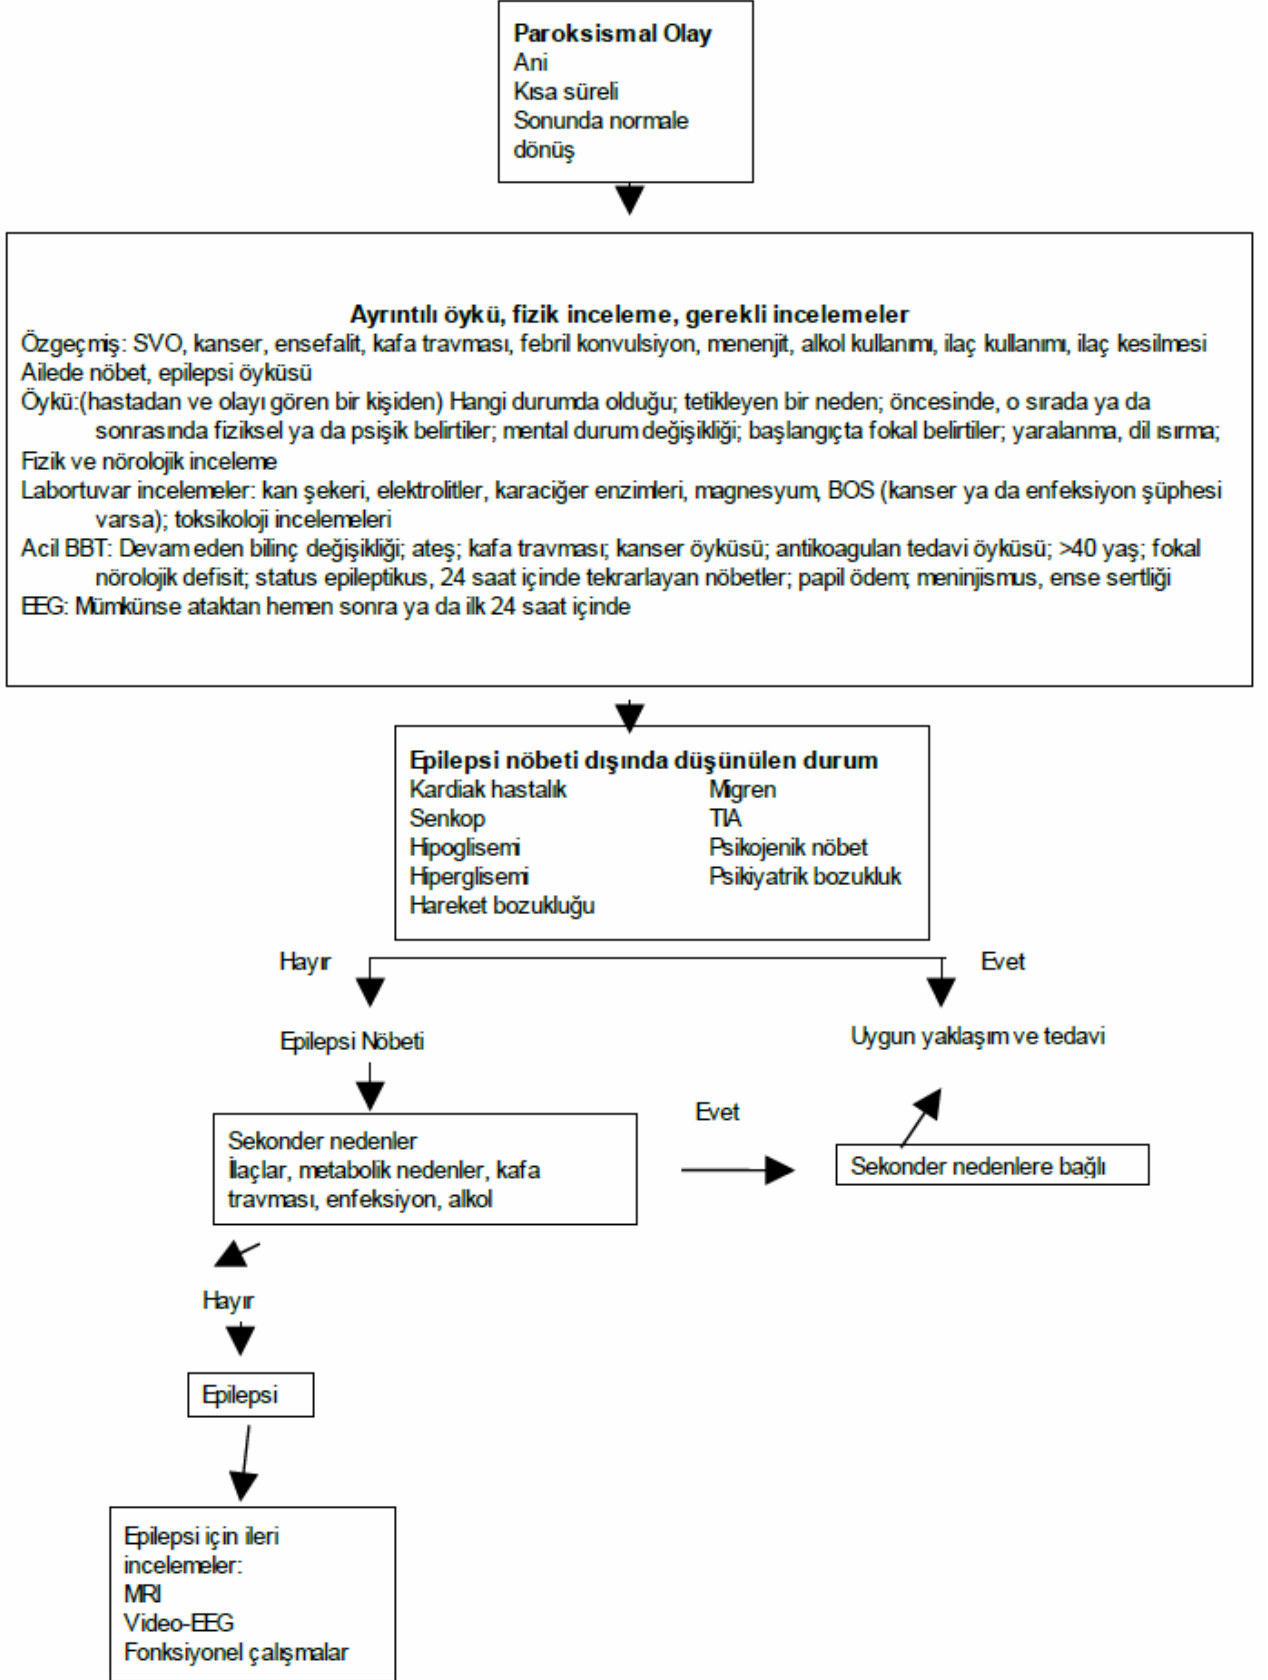 Paroksismal Olay
Ani
Kısa süreli
Sonunda normale
dönüş
Ayrıntılı öykü, fizik inceleme, gerekli incelemeler
Özgeçmiş: SVO, kanser, ensefalit, kafa travması, febril konvulsiyon, menenjit, alkol kullanımı, ilaç kullanımı, ilaç kesilmesi
Ailede nöbet, epilepsi öyküsü
Öykü:(hastadan ve olayı gören bir kişiden) Hangi durumda olduğu; tetikleyen bir neden; öncesinde, o sırada ya da
sonrasında fiziksel ya da psişik belirtiler; mental durum değişikliği; başlangıçta fokal belirtiler; yaralanma, dil ısırma;
Fizik ve nörolojik inceleme
Labortuvar incelemeler: kan şekeri, elektrolitler, karaciğer enzimleri, magnesyum, BOS (kanser ya da enfeksiyon şüphesi
varsa); toksikoloji incelemeleri
Acil BBT: Devam eden bilinç değişikliği; ateş; kafa travması; kanser öyküsü; antikoagulan tedavi öyküsü; >40 yaş; fokal
nörolojik defisit; status epileptikus, 24 saat içinde tekrarlayan nöbetler; papil ödem; meninjismus, ense sertliği
EEG: Mümkünse ataktan hemen sonra ya da ilk 24 saat içinde
Epilepsi nöbeti dışında düşünülen durum
Kardiak hastalık Migren
Senkop TIA
Hipoglisemi Psikojenik nöbet
Hiperglisemi Psikiyatrik bozukluk
Hareket bozukluğu
Hayır Evet
Epilepsi Nöbeti Uygun yaklaşım ve tedavi
Evet
Sekonder nedenler
İlaçlar, metabolik nedenler, kafa
travması, enfeksiyon, alkol
Sekonder nedenlere bağlı
Hayır
Epilepsi
Epilepsi için ileri
incelemeler:
MRI
Video-EEG
Fonksiyonel çalışmalar